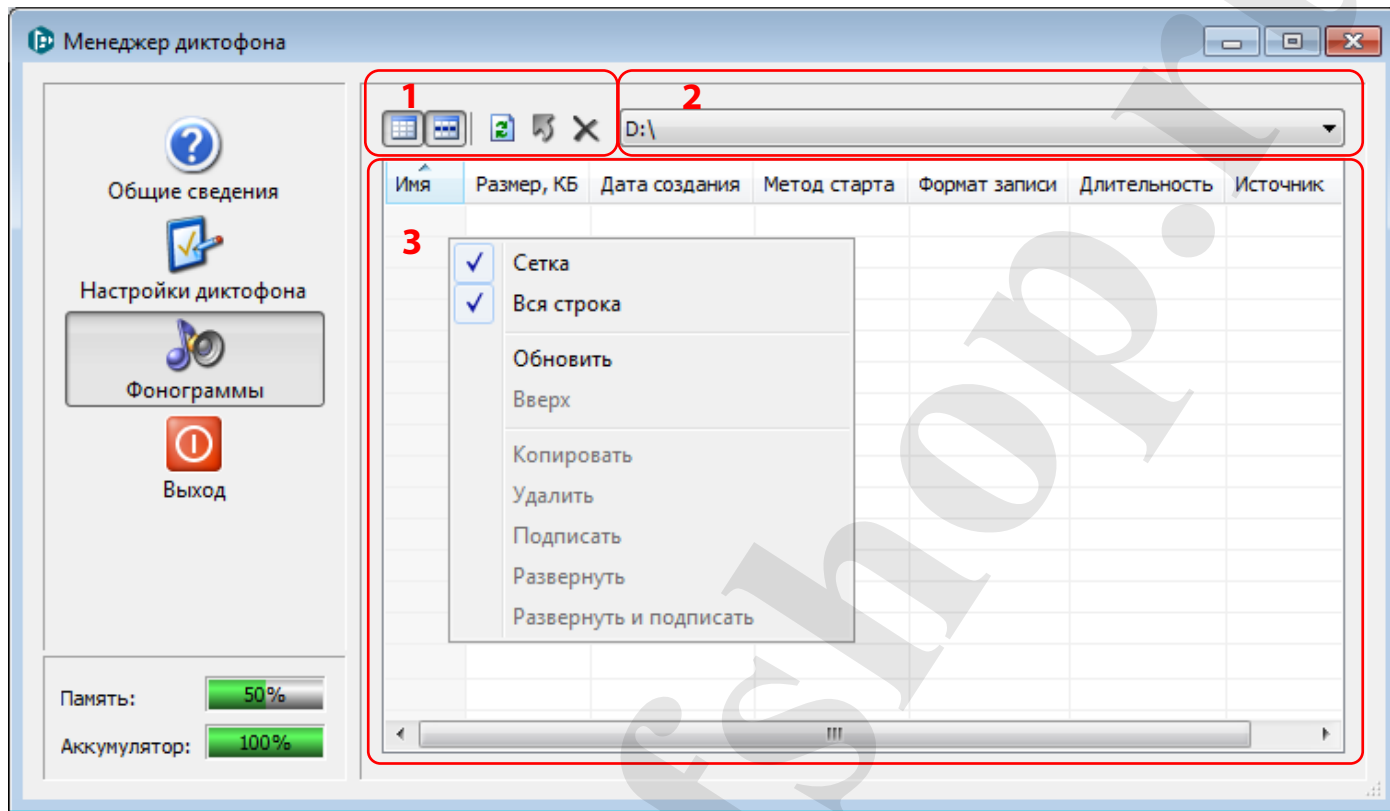 Менеджер диктофона
1
2
D:\
Общие сведения
Настройки диктофона
Фонограммы
Выход
Имя Размер, КБ Дата создания Метод старта Формат записи Длительность Источник
3
Сетка
Вся строка
Обновить
Вверх
Копировать
Удалить
Подписать
Развернуть
Развернуть и подписать
Память: 50%
Аккумулятор: 100%
fshop.r